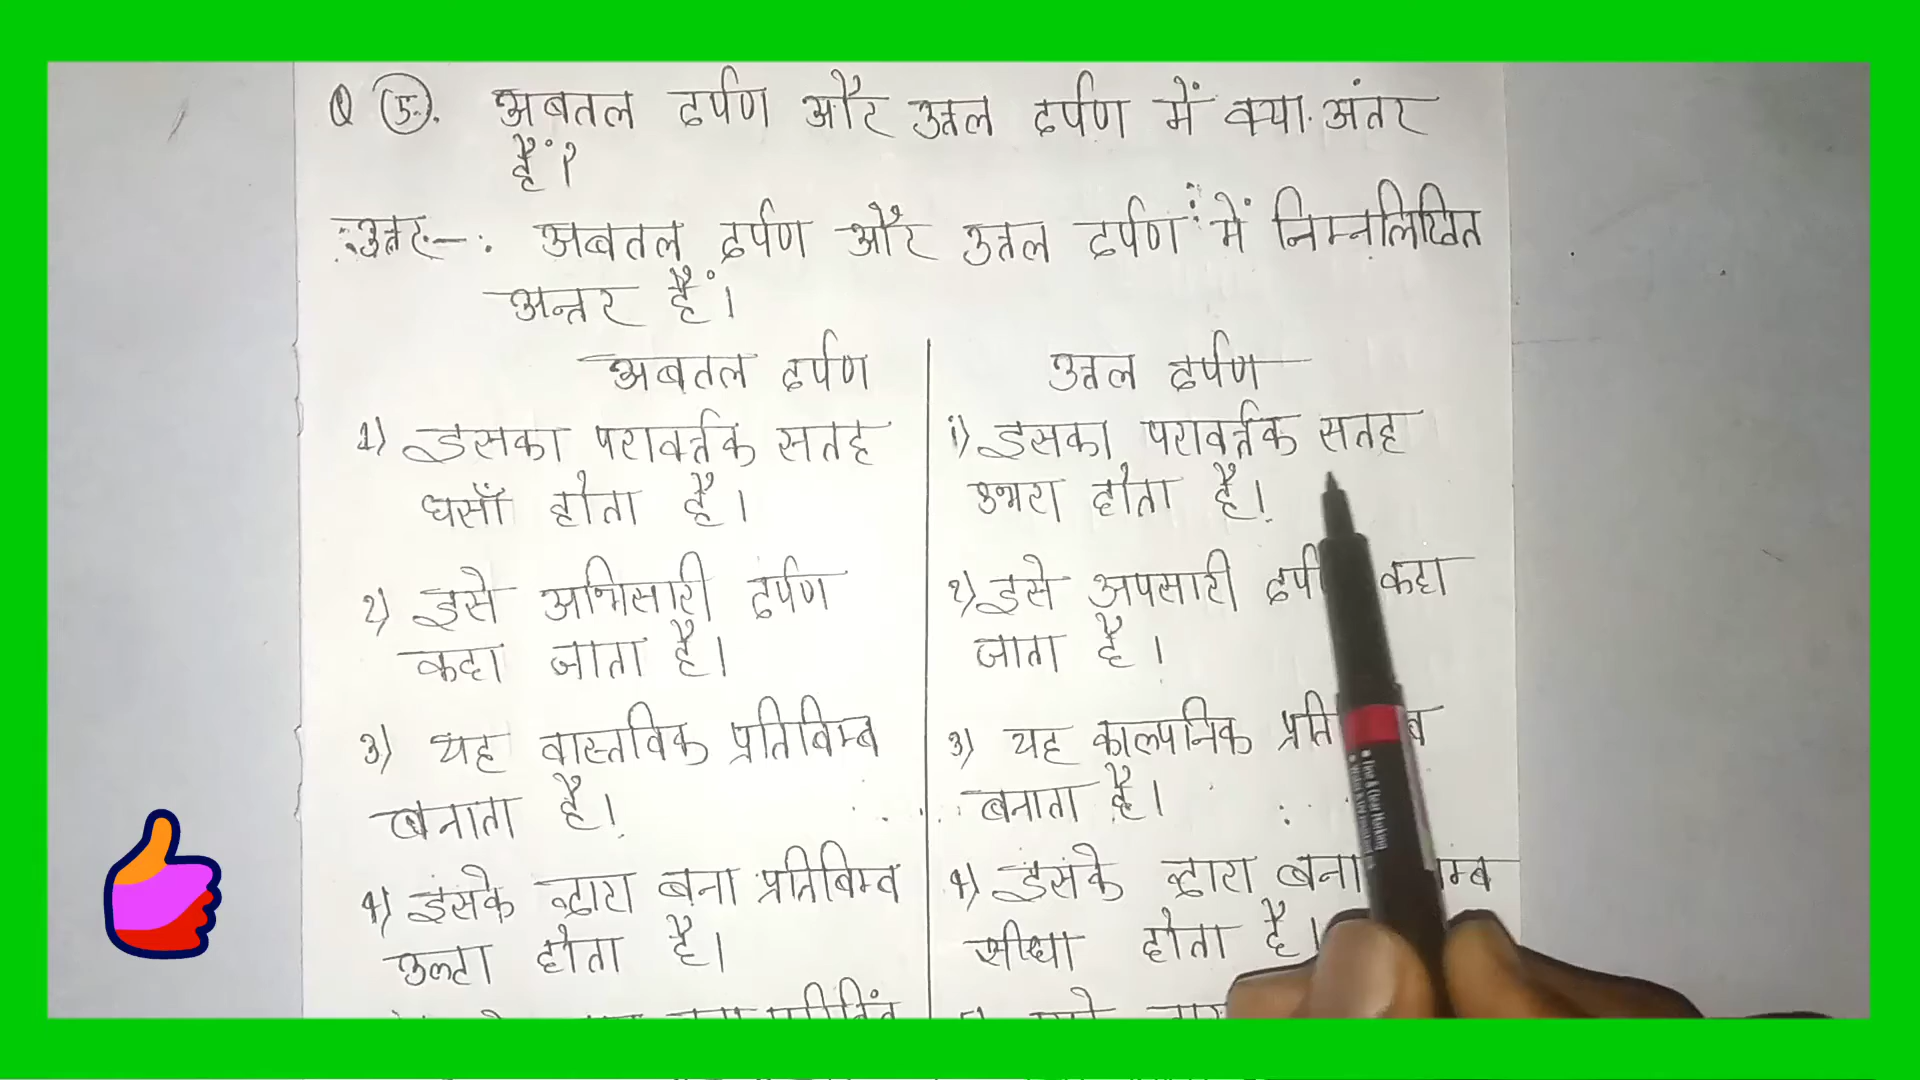 Q (5). अबतल दर्पण और उत्तल दर्पण में क्या अंतर
हैं?
उत्तर:- अबतल दर्पण और उत्तल दर्पण में निम्नलिखित
अन्तर हैं।
अबतल दर्पण
1) इसका परावर्त्तक सतह
धसाँ होता है।
2) इसे अभिसारी दर्पण
कहा जाता है।
3) यह वास्तविक प्रतिबिम्ब
बनाता है।
4) इसके द्वारा बना प्रतिबिम्ब
उल्टा होता है।
उत्तल दर्पण
1) इसका परावर्त्तक सतह
उभरा होता है।
2) इसे अपसारी कहा
जाता है।
3) यह काल्पनिक
बनाता है।
4) इसके द्वारा बना
सीधा होता है।